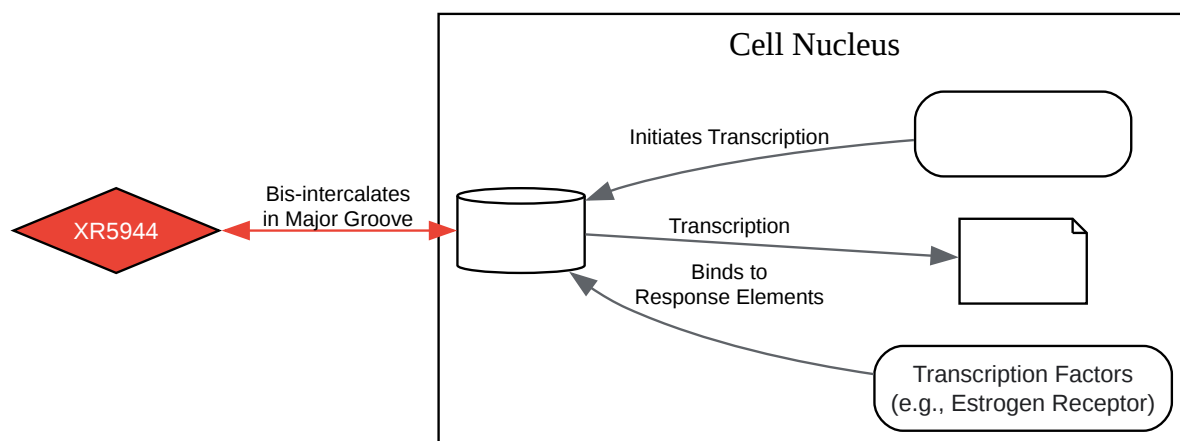 Cell Nucleus
Initiates Transcription
Bis-intercalates
in Major Groove
XR5944
Transcription
Binds to
Response Elements
Transcription Factors
(e.g., Estrogen Receptor)